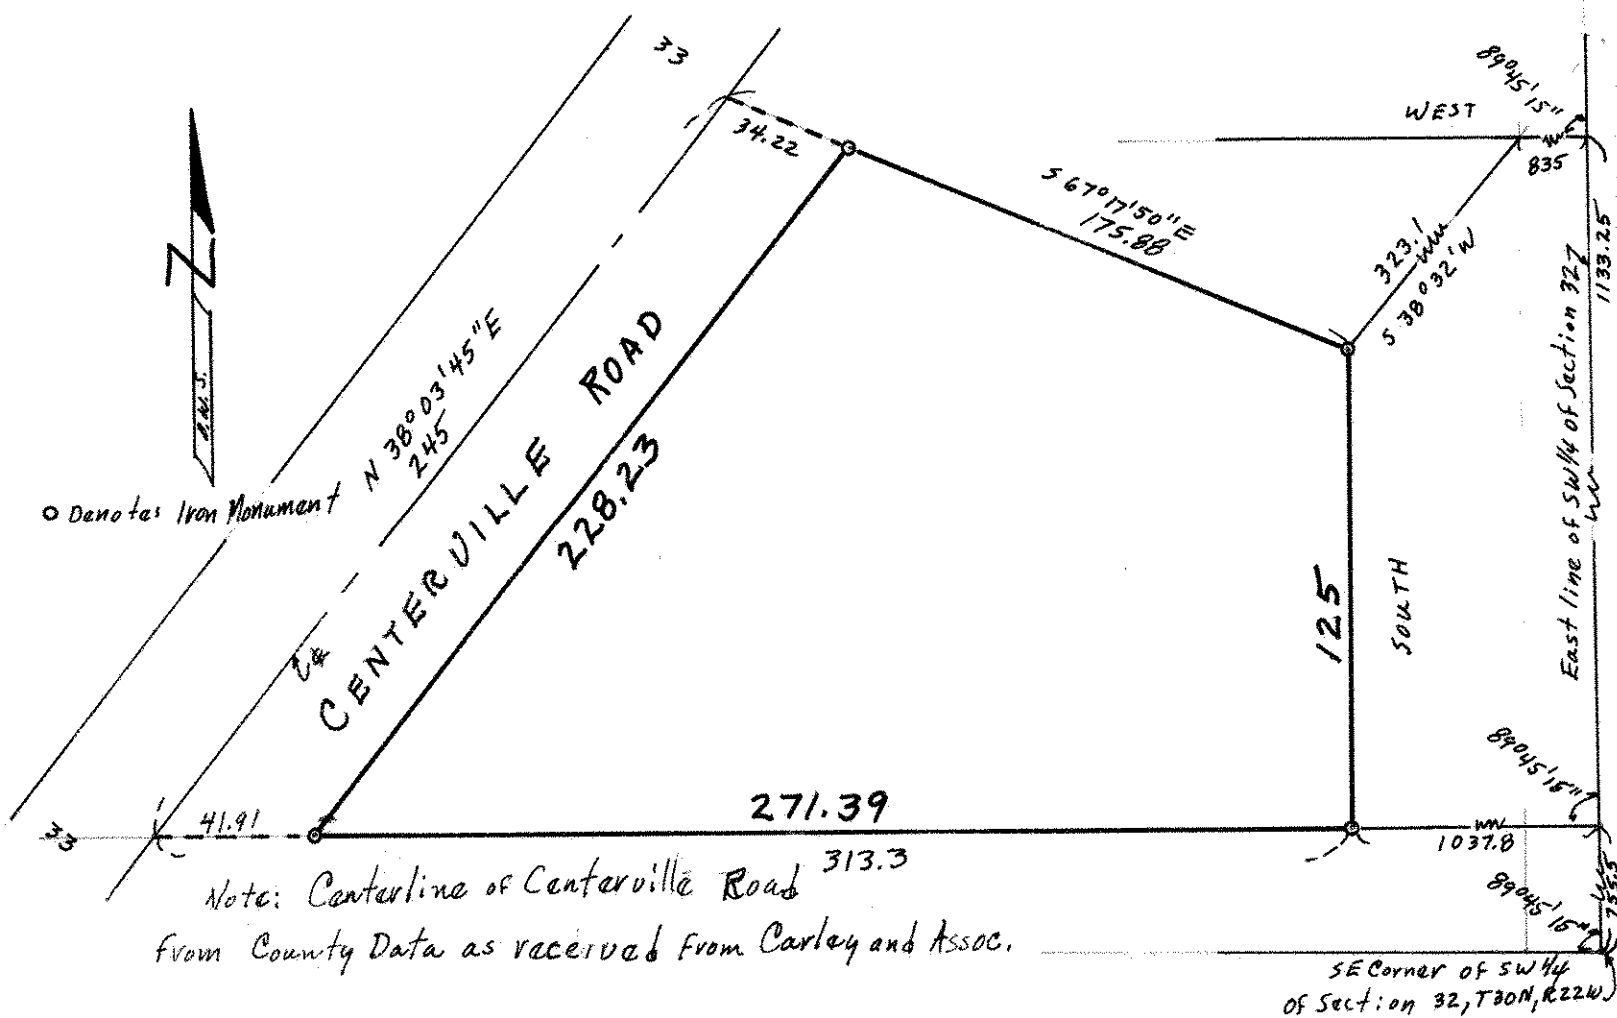 33
34.22
WEST
89°45'15"
835
1133.25
S 67°17'50" E
175.88
323.1
S 38°32'W
East line of SW 1/4 of Section 32
N
N 38°03'45" E
245
O Denotes Iron Monument
CENTERVILLE ROAD
228.23
125
SOUTH
89°45'15"
1037.8
33
41.91
271.39
313.3
89°45'15"
755.5
Note: Centerline of Centerville Road
from County Data as received from Carley and Assoc.
SE Corner of SW 1/4
of Section 32, T30N, R22W